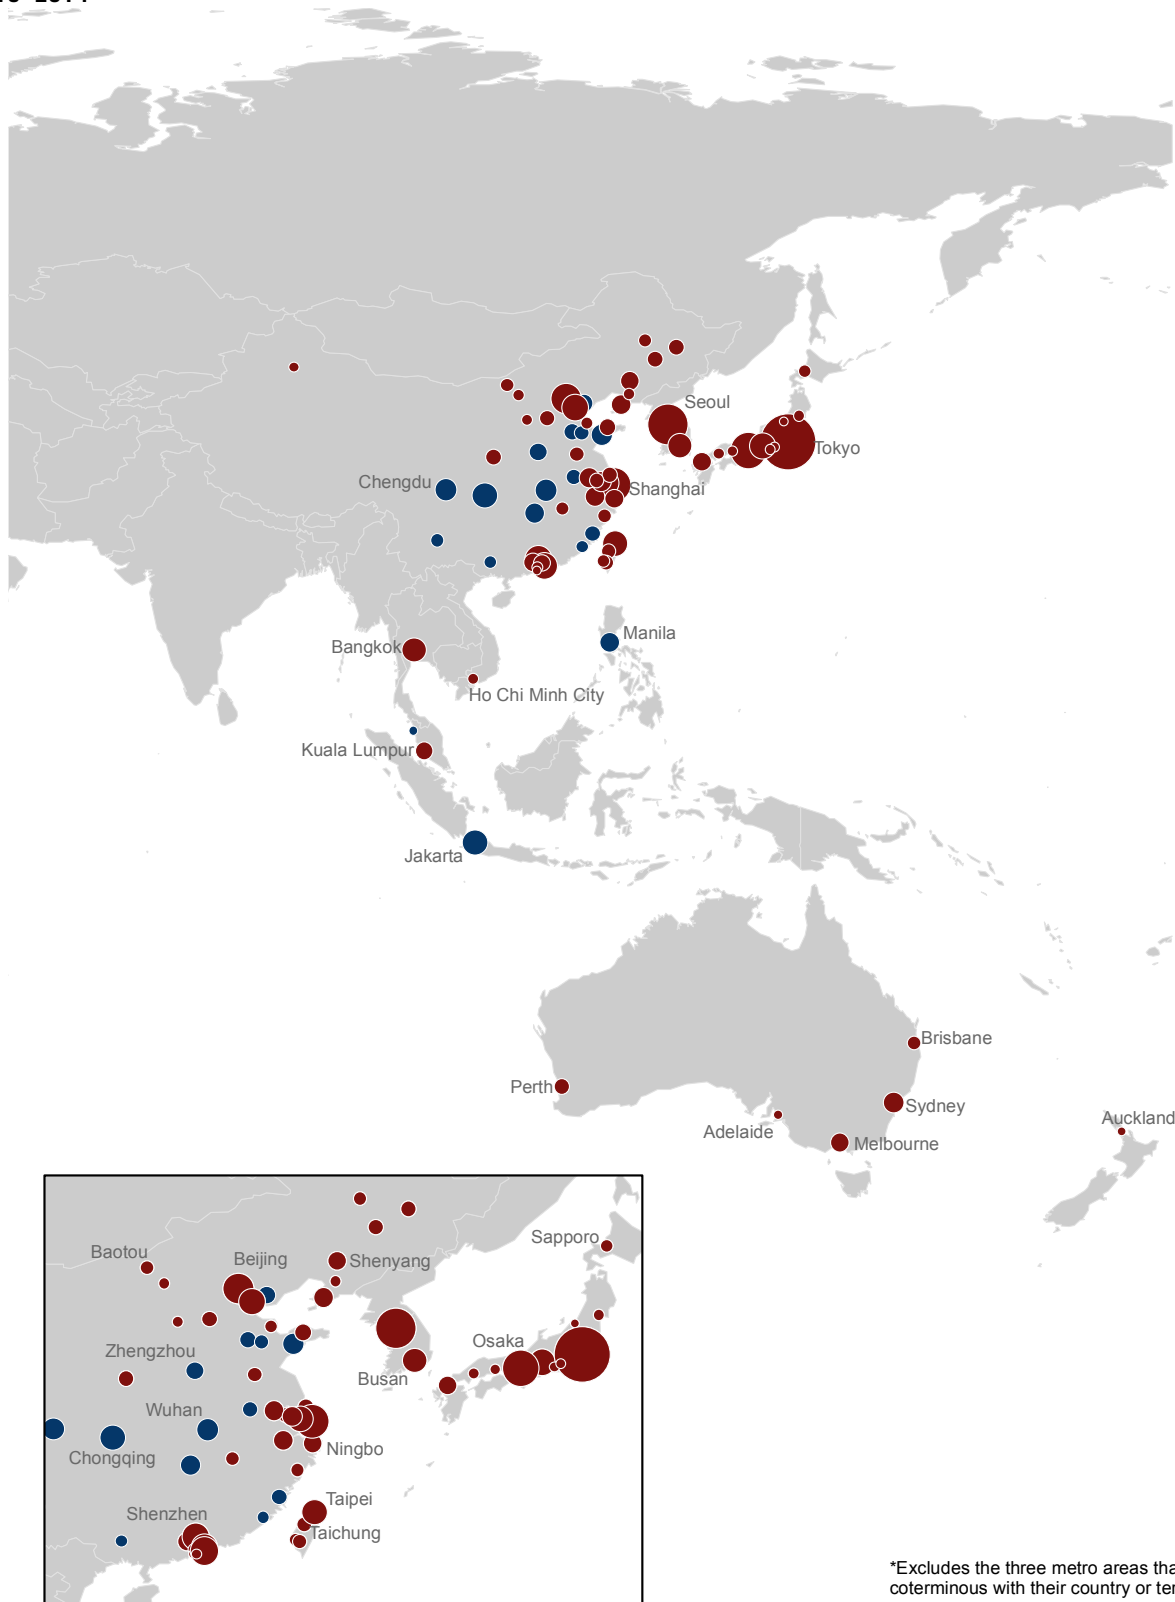 Seoul
Tokyo
Chengdu
Shanghai
Manila
Bangkok
Ho Chi Minh City
Kuala Lumpur
Jakarta
Brisbane
Perth
Sydney
Auckland
Adelaide
Melbourne
Sapporo
Baotou
Beijing
Shenyang
Osaka
Zhengzhou
Busan
Wuhan
Ningbo
Chongqing
Taipei
Shenzhen
Taichung
*Excludes the three metro areas tha
coterminous with their country or ter